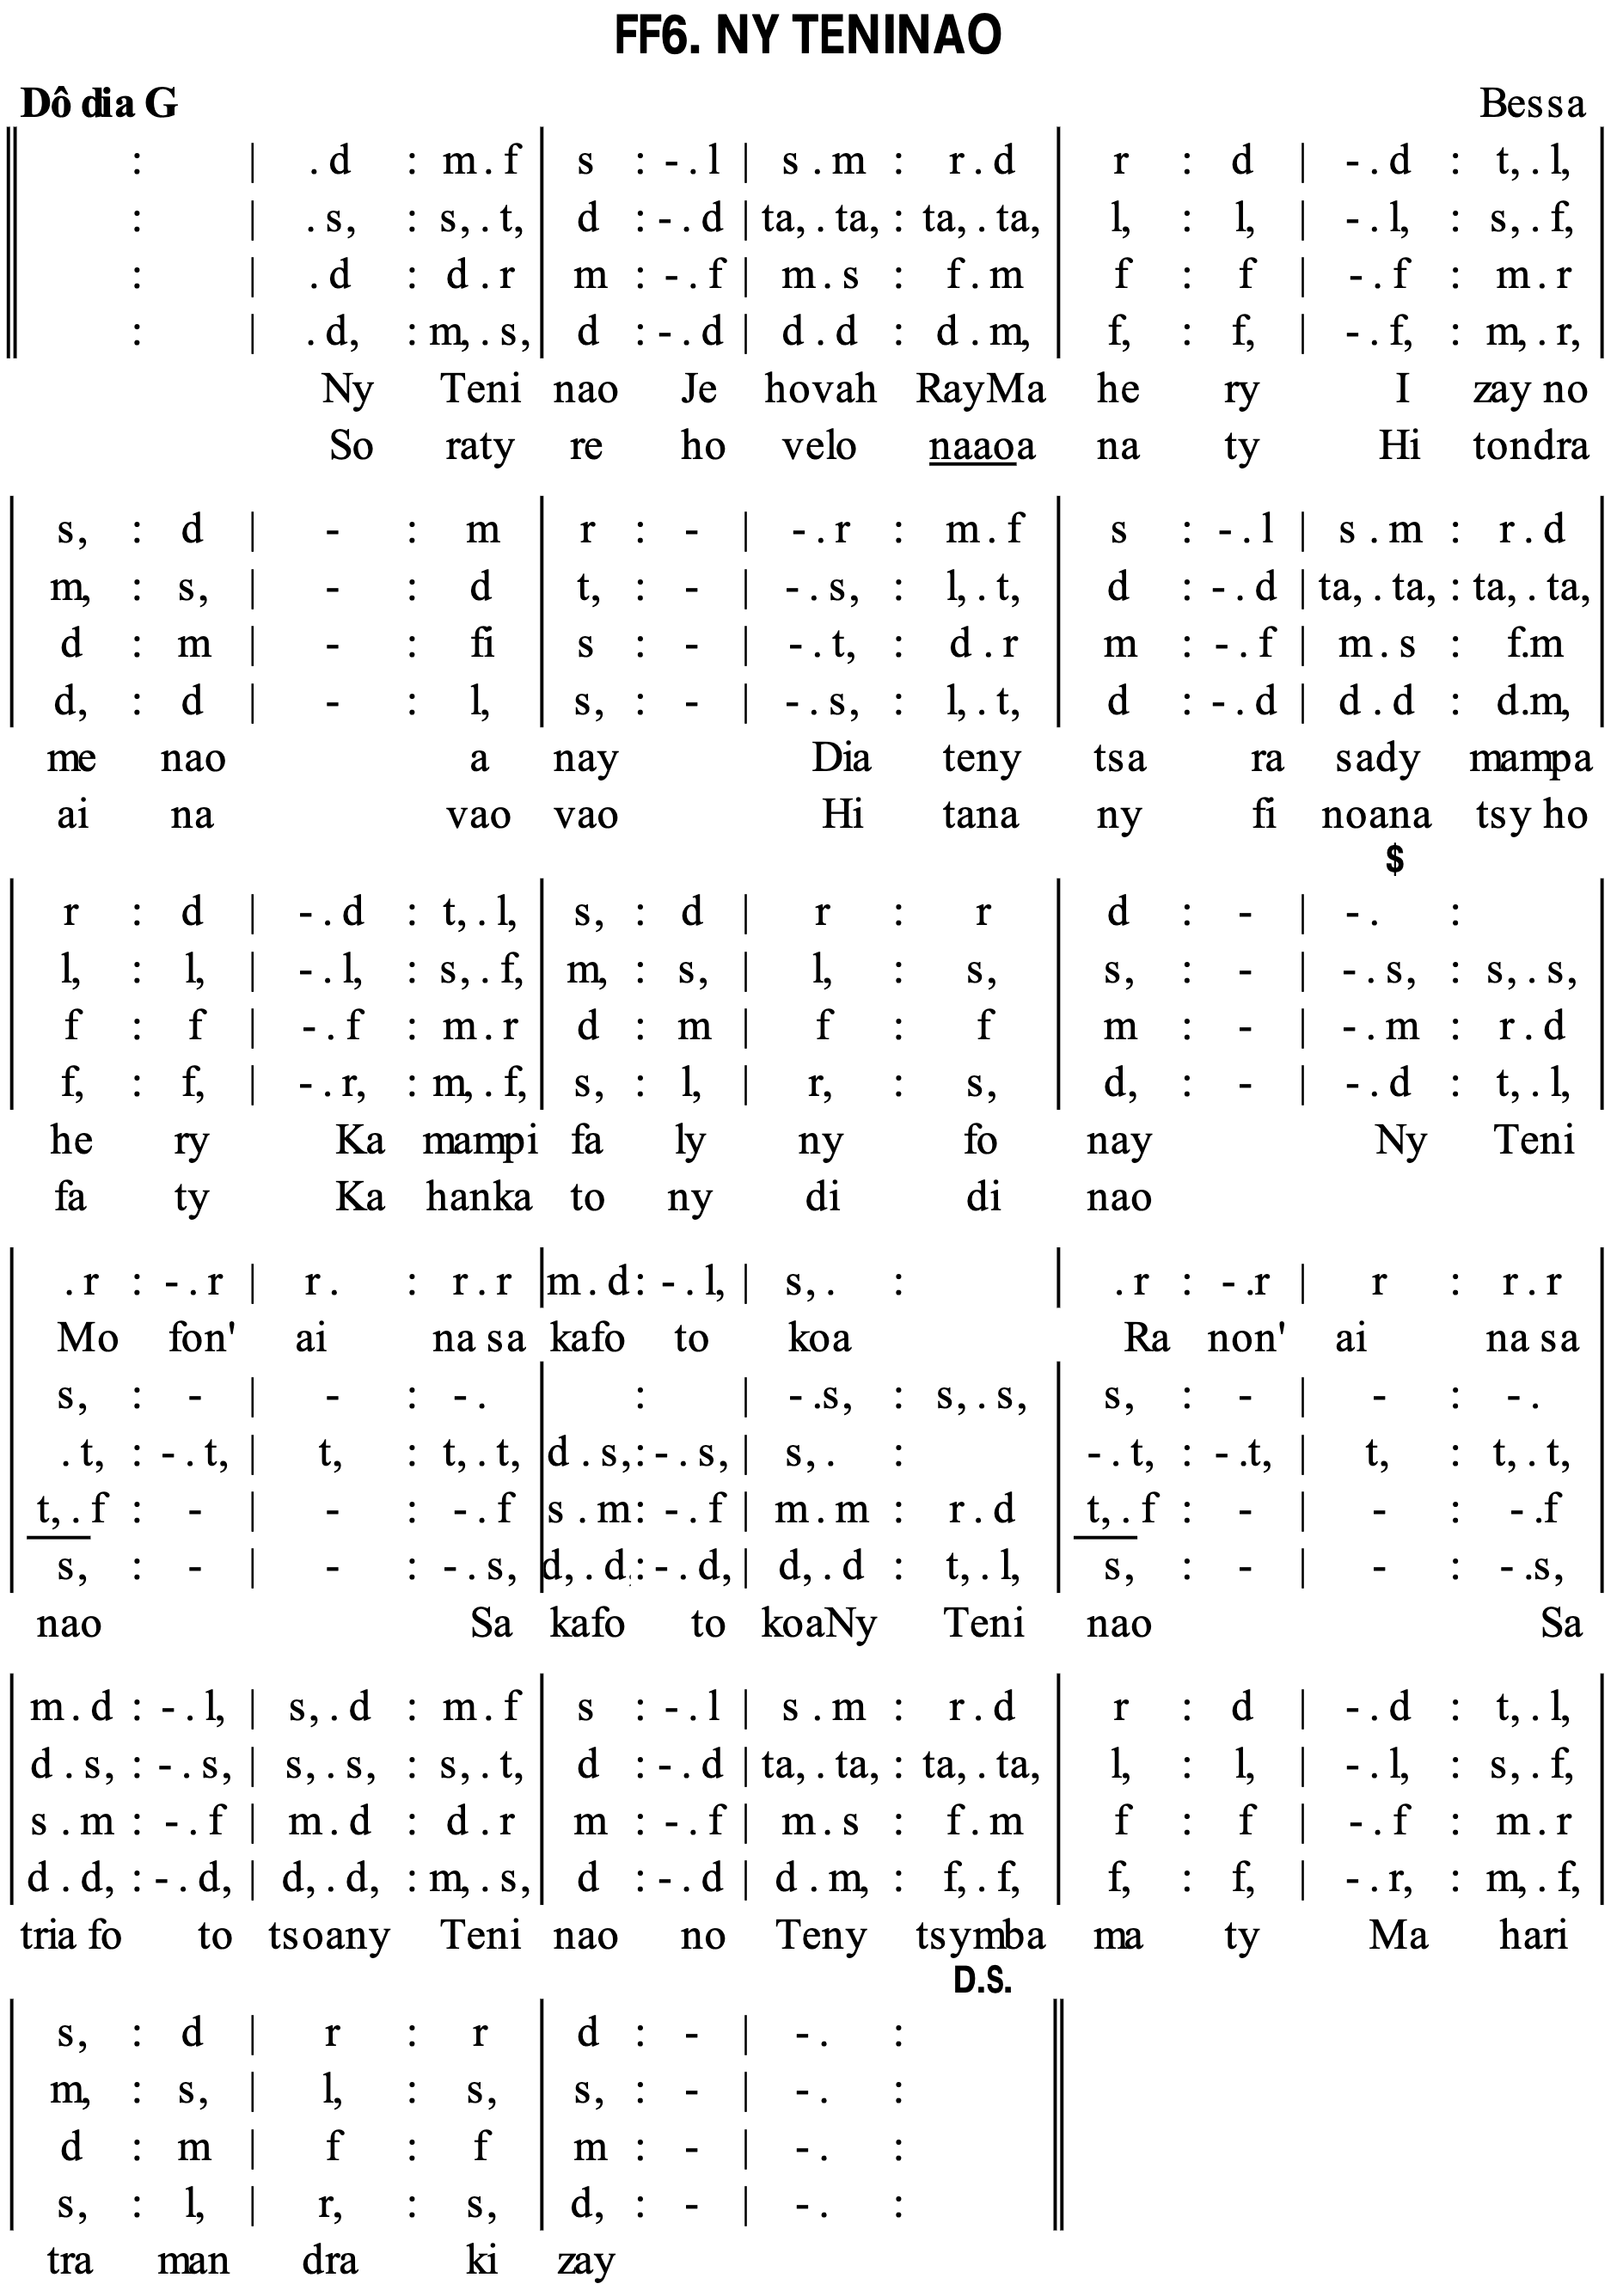 FF6. NY TENINAO
Dô dia G Bessa
: | . d : m . f | s : - . l | s . m : r . d | r : d | - . d : t, . l, |
: | . s, : s, . t, | d : - . d | ta, . ta, : ta, . ta, | l, : l, | - . l, : s, . f, |
: | . d : d . r | m : - . f | m . s : f . m | f : f | - . f : m . r |
: | . d, : m, . s, | d : - . d | d . d : d . m, | f, : f, | - . f, : m, . r, |
Ny Teni nao Je hovah RayMa he ry I zay no
So raty re ho velo naaoa na ty Hi tondra
| s, : d | - : m | r : - | - . r : m . f | s : - . l | s . m : r . d |
| m, : s, | - : d | t, : - | - . s, : l, . t, | d : - . d | ta, . ta, : ta, . ta, |
| d : m | - : fi | s : - | - . t, : d . r | m : - . f | m . s : f.m |
| d, : d | - : l, | s, : - | - . s, : l, . t, | d : - . d | d . d : d.m, |
me nao a nay Dia teny tsa ra sady mampa
ai na vao vao Hi tana ny fi noana tsy ho
$
| r : d | - . d : t, . l, | s, : d | r : r | d : - | - . : |
| l, : l, | - . l, : s, . f, | m, : s, | l, : s, | s, : - | - . s, : s, . s, |
| f : f | - . f : m . r | d : m | f : f | m : - | - . m : r . d |
| f, : f, | - . r, : m, . f, | s, : l, | r, : s, | d, : - | - . d : t, . l, |
he ry Ka mampi fa ly ny fo nay Ny Teni
fa ty Ka hanka to ny di di nao
| . r : - . r | r . : r . r | m . d : - . l, | s, . : | . r : - .r | r : r . r |
Mo fon' ai na sa kafo to koa Ra non' ai na sa
| s, : - | - : - . | : | - .s, : s, . s, | s, : - | - : - . |
| . t, : - . t, | t, : t, . t, | d . s, : - . s, | s, . : | - . t, : - .t, | t, : t, . t, |
| t, . f : - | - : - . f | s . m : - . f | m . m : r . d | t, . f : - | - : - .f |
| s, : - | - : - . s, | d, . d, : - . d, | d, . d : t, . l, | s, : - | - : - .s, |
nao Sa kafo to koaNy Teni nao Sa
| m . d : - . l, | s, . d : m . f | s : - . l | s . m : r . d | r : d | - . d : t, . l, |
| d . s, : - . s, | s, . s, : s, . t, | d : - . d | ta, . ta, : ta, . ta, | l, : l, | - . l, : s, . f, |
| s . m : - . f | m . d : d . r | m : - . f | m . s : f . m | f : f | - . f : m . r |
| d . d, : - . d, | d, . d, : m, . s, | d : - . d | d . m, : f, . f, | f, : f, | - . r, : m, . f, |
tria fo to tsoany Teni nao no Teny tsymba ma ty Ma hari
D.S.
| s, : d | r : r | d : - | - . : ||
| m, : s, | l, : s, | s, : - | - . : ||
| d : m | f : f | m : - | - . : ||
| s, : l, | r, : s, | d, : - | - . : ||
tra man dra ki zay